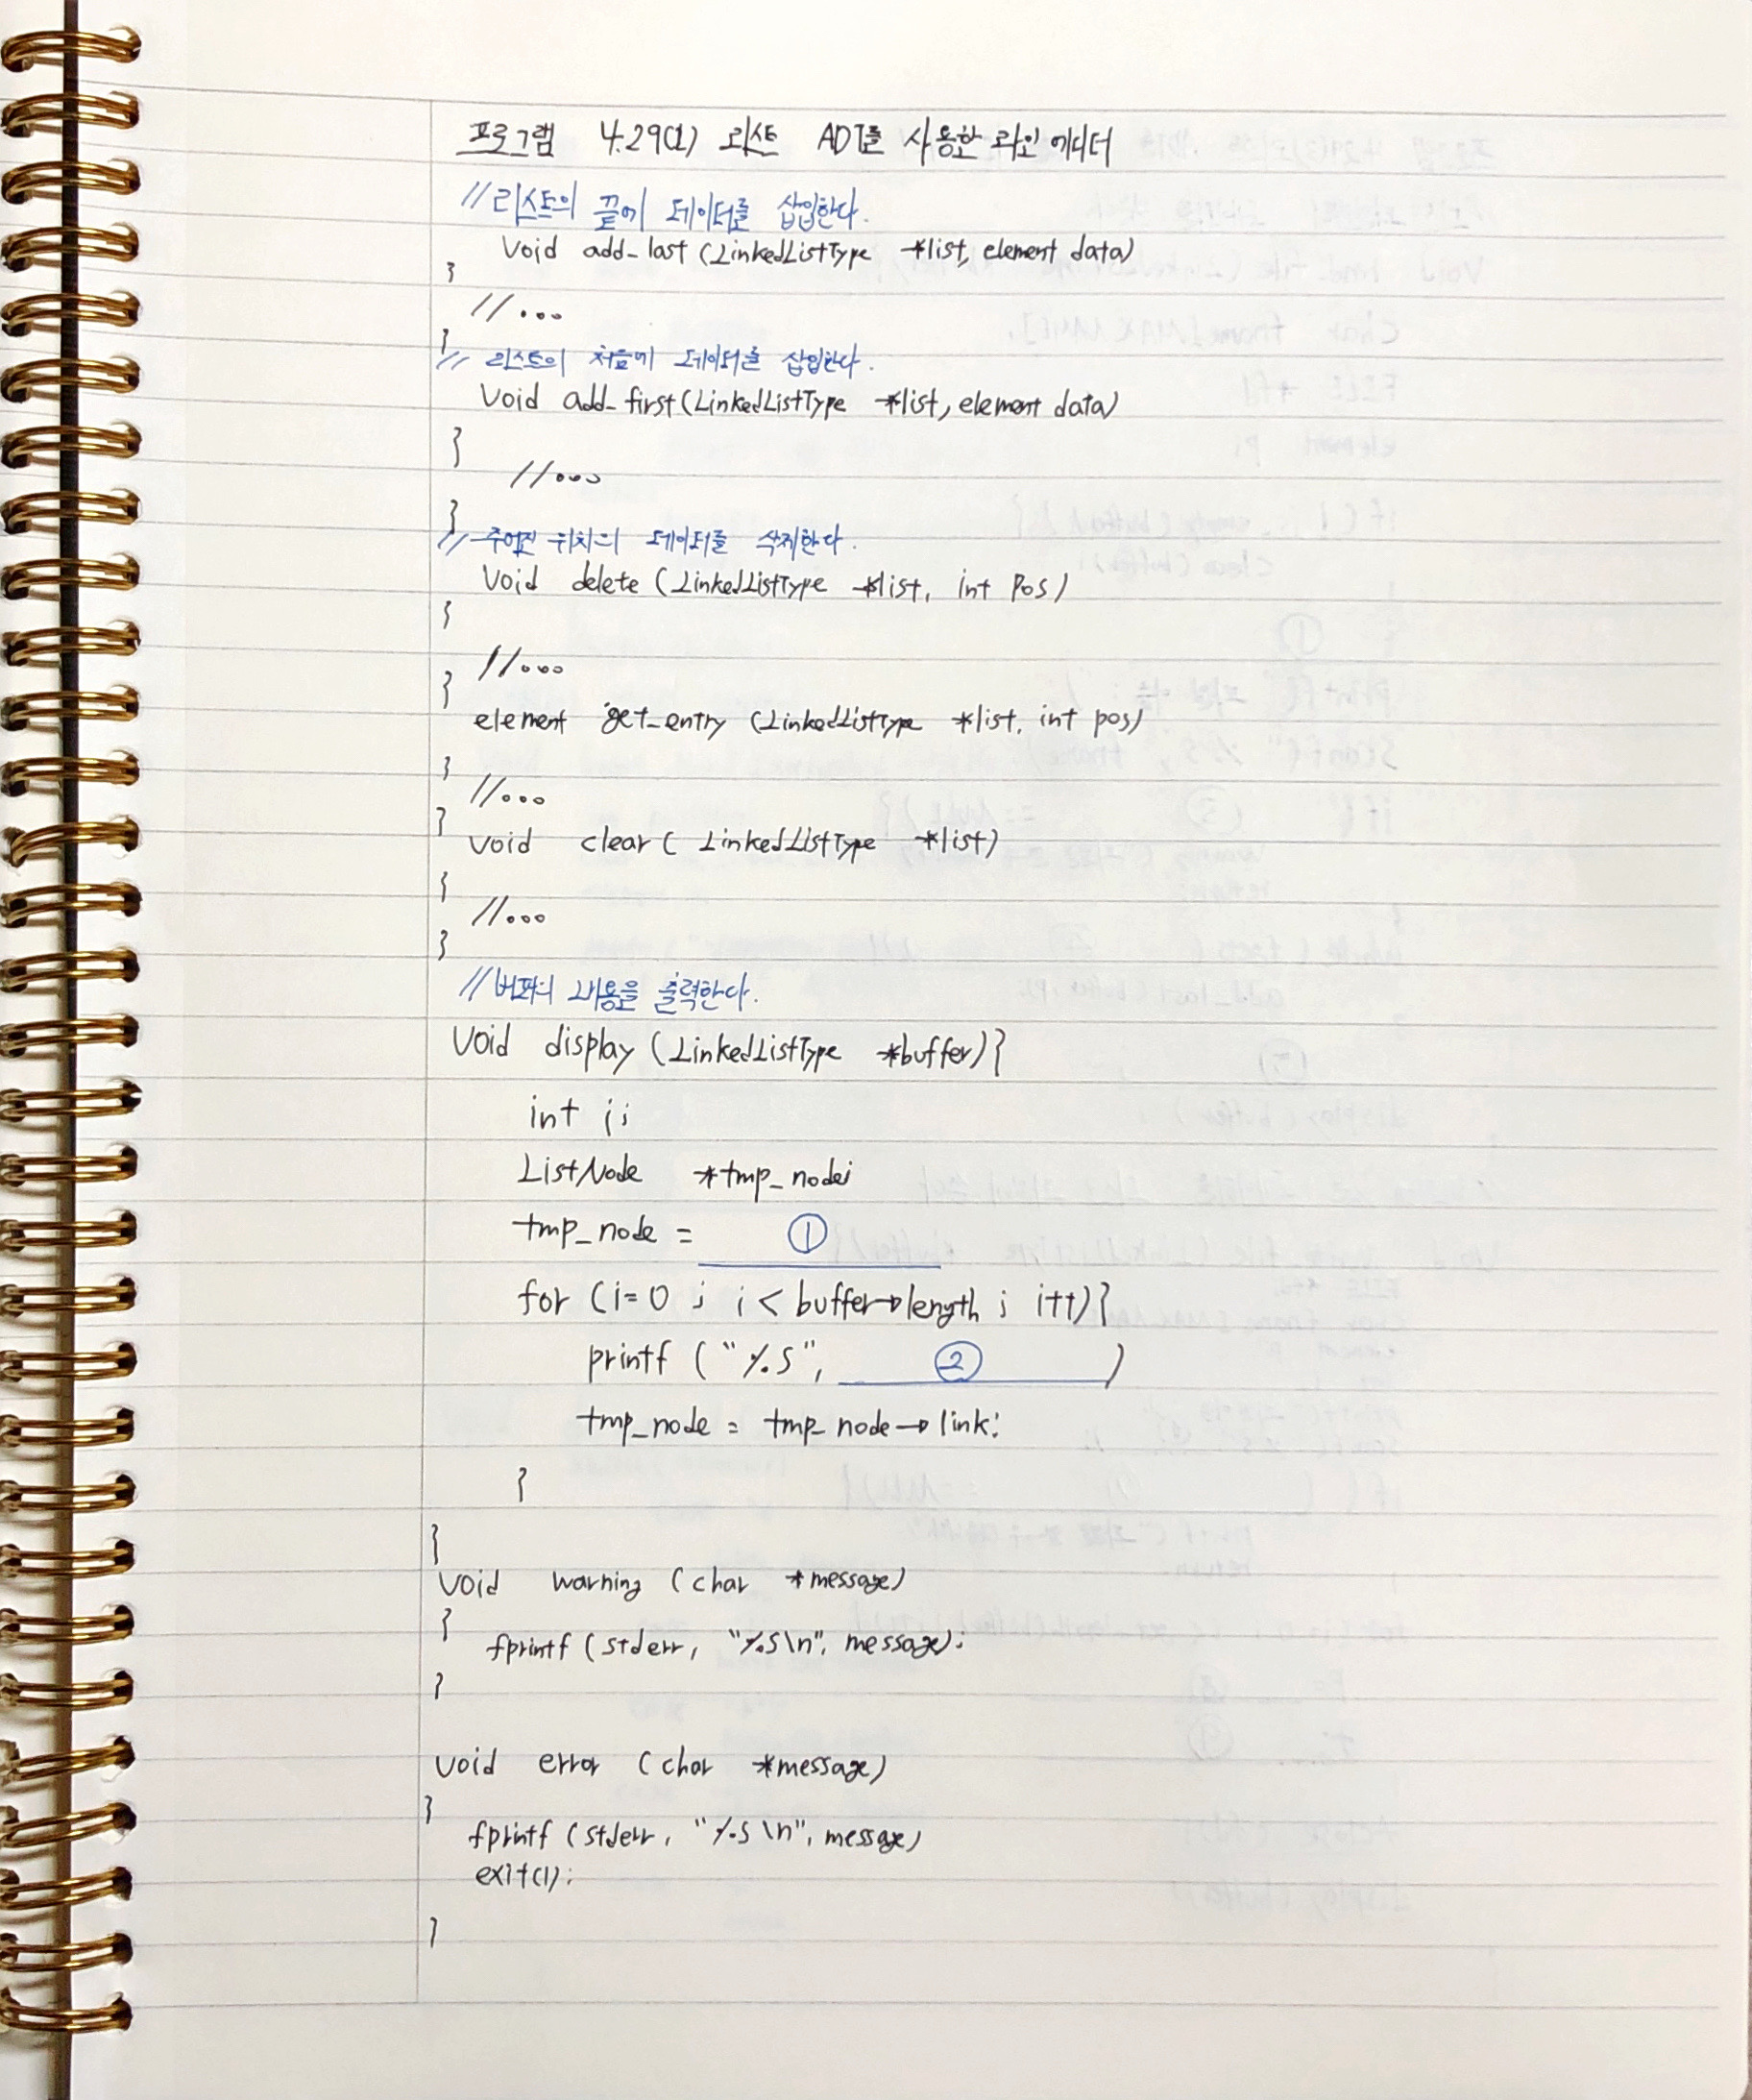 프로그램 4.29(2) 리스트 ADT를 사용한 라인 에디터
//리스트의 끝에 데이터를 삽입한다.
Void add_last (LinkedListType *list, element data)
}
//...
}
// 리스트의 처음에 데이터를 삽입한다.
Void add_first(LinkedListType *list, element data)
}
//...
}
// 주어진 위치의 데이터를 삭제한다.
Void delete (LinkedListType *list, int pos)
{
//...
}
element get_entry (LinkedListType *list, int pos)
}
//...
}
Void clear( LinkedListType *list)
{
//...
}
//버퍼의 내용을 출력한다.
Void display (LinkedListType *buffer){
int i;
ListNode *tmp_node;
tmp_node = ①
for (i=0 ; i < buffer→length ; i++){
printf ("%.s", ② )
tmp_node = tmp_node→link;
}
}
Void warning (char *message)
{
fprintf (stderr, "%.s\n", message);
}
Void error (char *message)
}
fprintf (stderr, "%.s \n", message)
exit(1);
}